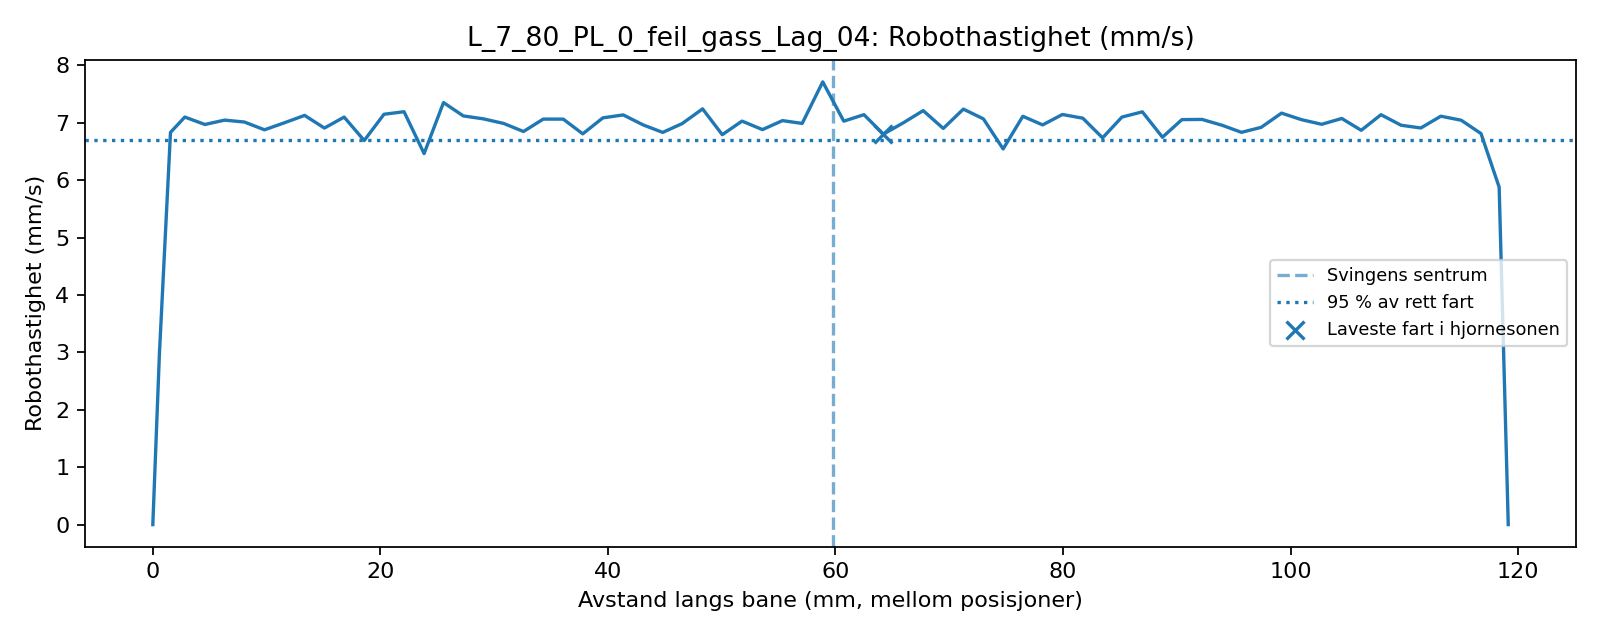 L_7_80_PL_0_feil_gass_Lag_04: Robothastighet (mm/s)
Robothastighet (mm/s)
8
7
6
5
4
3
2
1
0
Svingens sentrum
95 % av rett fart
Laveste fart i hjornesonen
0 20 40 60 80 100 120
Avstand langs bane (mm, mellom posisjoner)